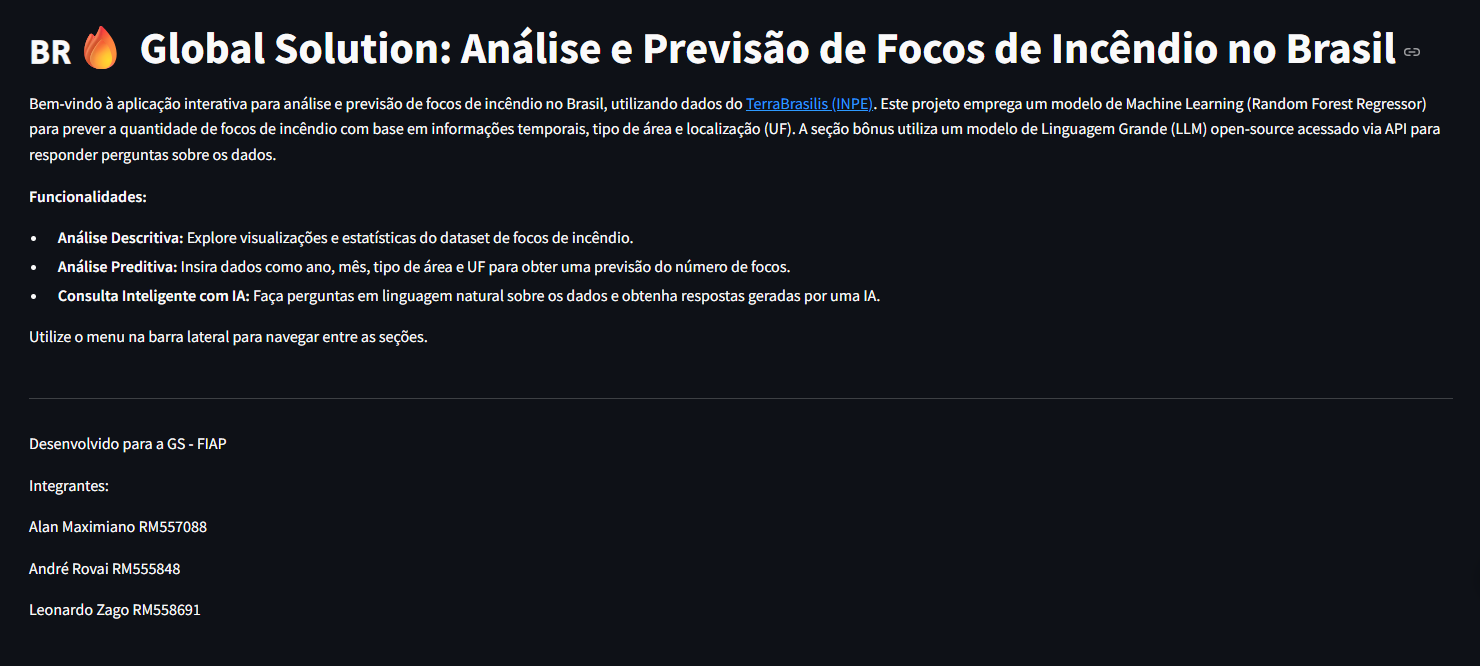 BR🔥 Global Solution: Análise e Previsão de Focos de Incêndio no Brasil
Bem-vindo à aplicação interativa para análise e previsão de focos de incêndio no Brasil, utilizando dados do TerraBrasilis (INPE). Este projeto emprega um modelo de Machine Learning (Random Forest Regressor)
para prever a quantidade de focos de incêndio com base em informações temporais, tipo de área e localização (UF). A seção bônus utiliza um modelo de Linguagem Grande (LLM) open-source acessado via API para
responder perguntas sobre os dados.
Funcionalidades:
• Análise Descritiva: Explore visualizações e estatísticas do dataset de focos de incêndio.
• Análise Preditiva: Insira dados como ano, mês, tipo de área e UF para obter uma previsão do número de focos.
• Consulta Inteligente com IA: Faça perguntas em linguagem natural sobre os dados e obtenha respostas geradas por uma IA.
Utilize o menu na barra lateral para navegar entre as seções.
Desenvolvido para a GS - FIAP
Integrantes:
Alan Maximiano RM557088
André Rovai RM555848
Leonardo Zago RM558691